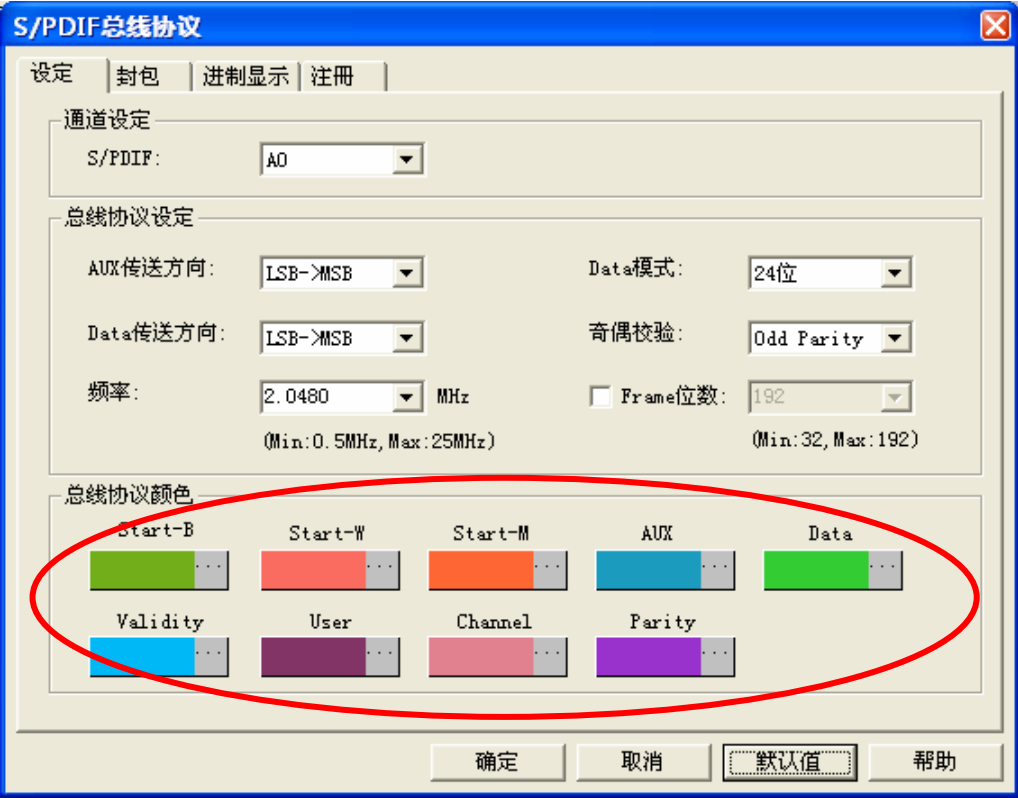 S/PDIF总线协议
设定 封包 进制显示 注冊
通道设定
S/PDIF: A0
总线协议设定
AUX传送方向: LSB->MSB Data模式: 24位
Data传送方向: LSB->MSB 奇偶校验: Odd Parity
频率: 2.0480 MHz Frame位数: 192
(Min:0.5MHz,Max:25MHz) (Min:32,Max:192)
总线协议颜色
Start-B Start-W Start-M AUX Data
... ... ... ... ...
Validity User Channel Parity
... ... ... ...
确定 取消 默认值 帮助